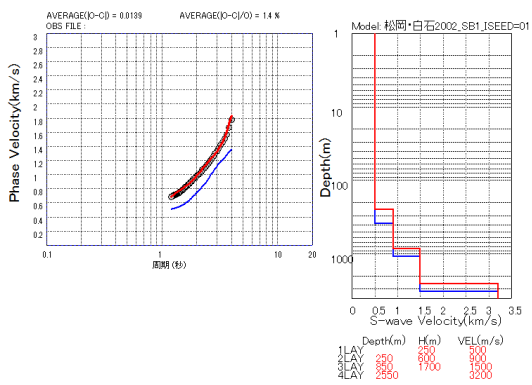 AVERAGE(|O-C|) = 0.0139 AVERAGE(|O-C|/O) = 1.4 %
OBS FILE :
Model: 松岡・白石2002_SB1_ISEED=01
Phase Velocity(km/s)
3
2.8
2.6
2.4
2.2
2
1.8
1.6
1.4
1.2
1
0.8
0.6
0.4
0.2
0.1 1 10 20
周期(秒)
Depth(m)
1
10
100
1000
0 0.5 1 1.5 2 2.5 3 3.5
S-wave Velocity(km/s)
Depth(m) H(m) VEL(m/s)
1LAY 250 500
2LAY 250 600 900
3LAY 850 1700 1500
4LAY 2550 3200